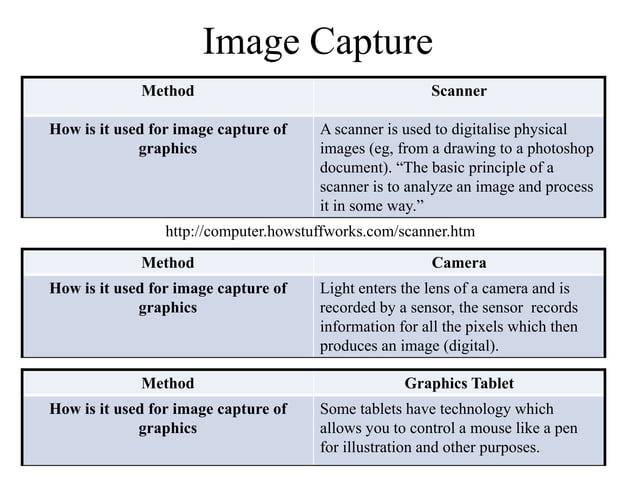 Image Capture
Method
Scanner
How is it used for image capture of
graphics
A scanner is used to digitalise physical
images (eg, from a drawing to a photoshop
document). “The basic principle of a
scanner is to analyze an image and process
it in some way.”
http://computer.howstuffworks.com/scanner.htm
Method
Camera
How is it used for image capture of
graphics
Light enters the lens of a camera and is
recorded by a sensor, the sensor  records
information for all the pixels which then
produces an image (digital).
Method
Graphics Tablet
How is it used for image capture of
graphics
Some tablets have technology which
allows you to control a mouse like a pen
for illustration and other purposes.